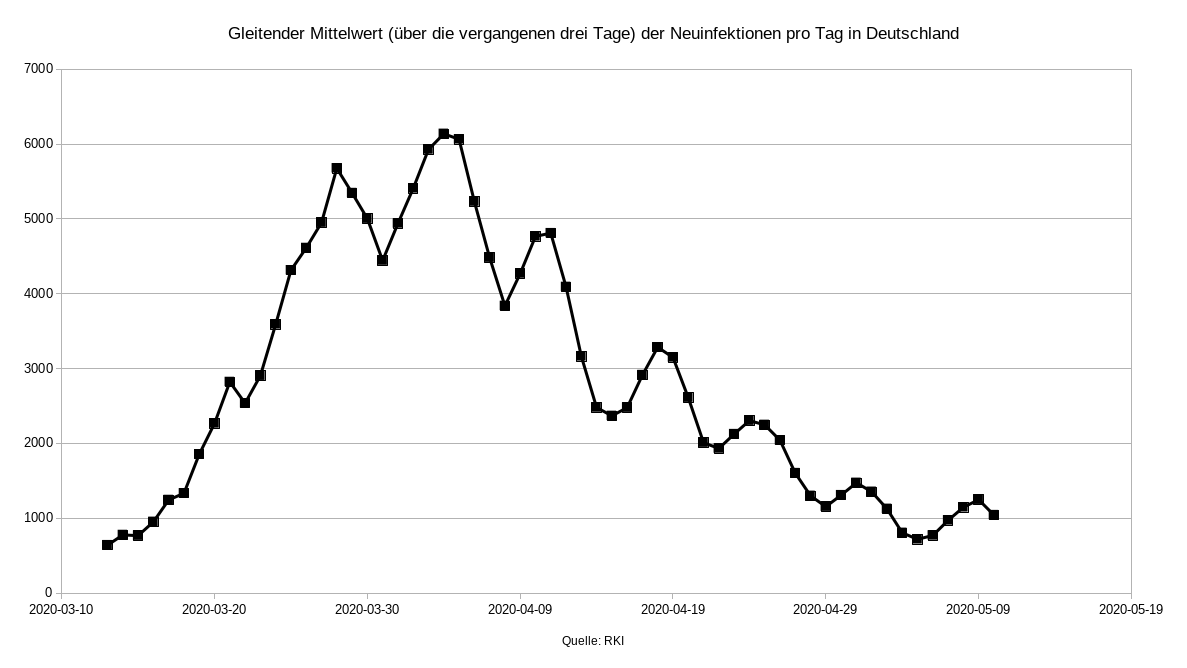 Gleitender Mittelwert (über die vergangenen drei Tage) der Neuinfektionen pro Tag in Deutschland
7000
6000
5000
4000
3000
2000
1000
0
2020-03-10 2020-03-20 2020-03-30 2020-04-09 2020-04-19 2020-04-29 2020-05-09 2020-05-19
Quelle: RKI